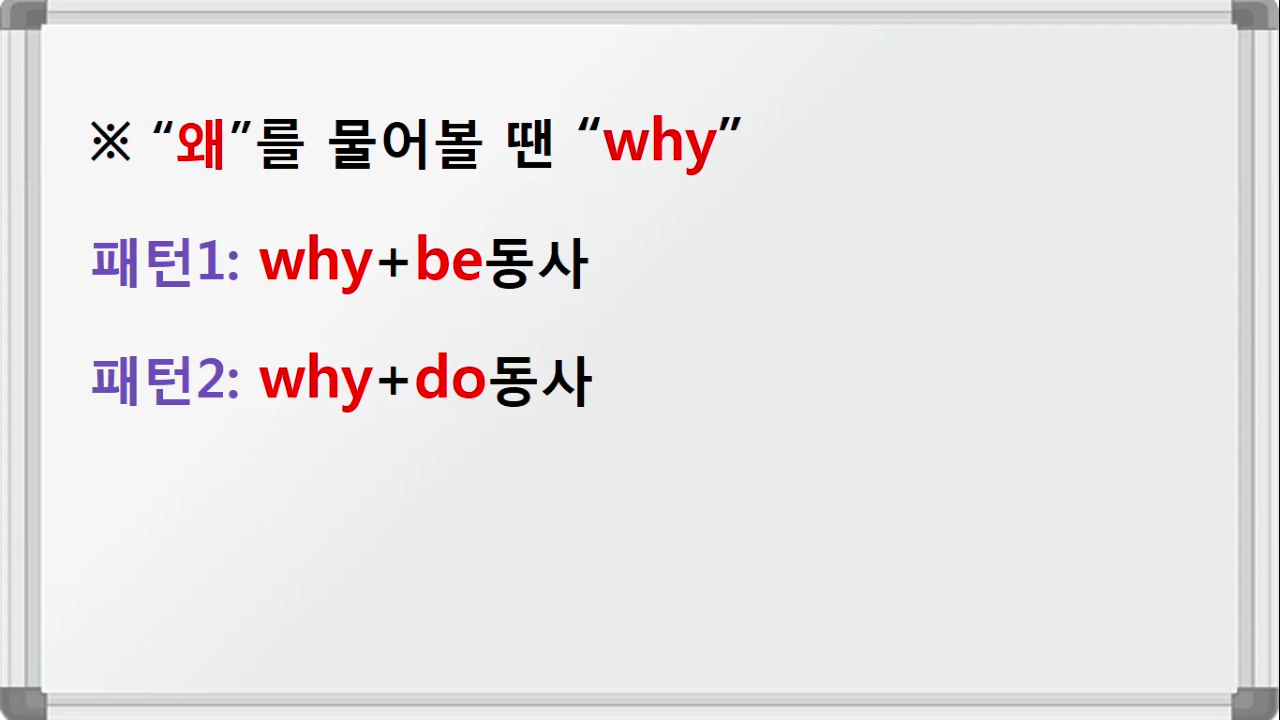 ※ “왜”를 물어볼 땐 “why”
패턴1: why+be동사
패턴2: why+do동사